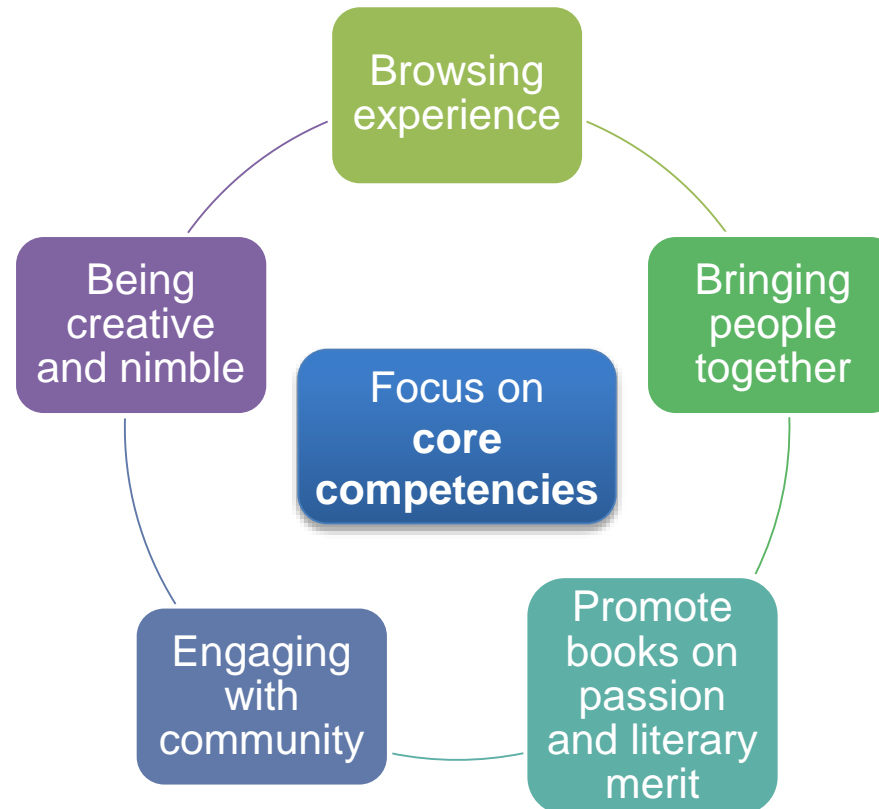 Browsing
experience
Bringing
people
together
Promote
books on
passion
and literary
merit
Engaging
with
community
Being
creative
and nimble
Focus on
core
competencies